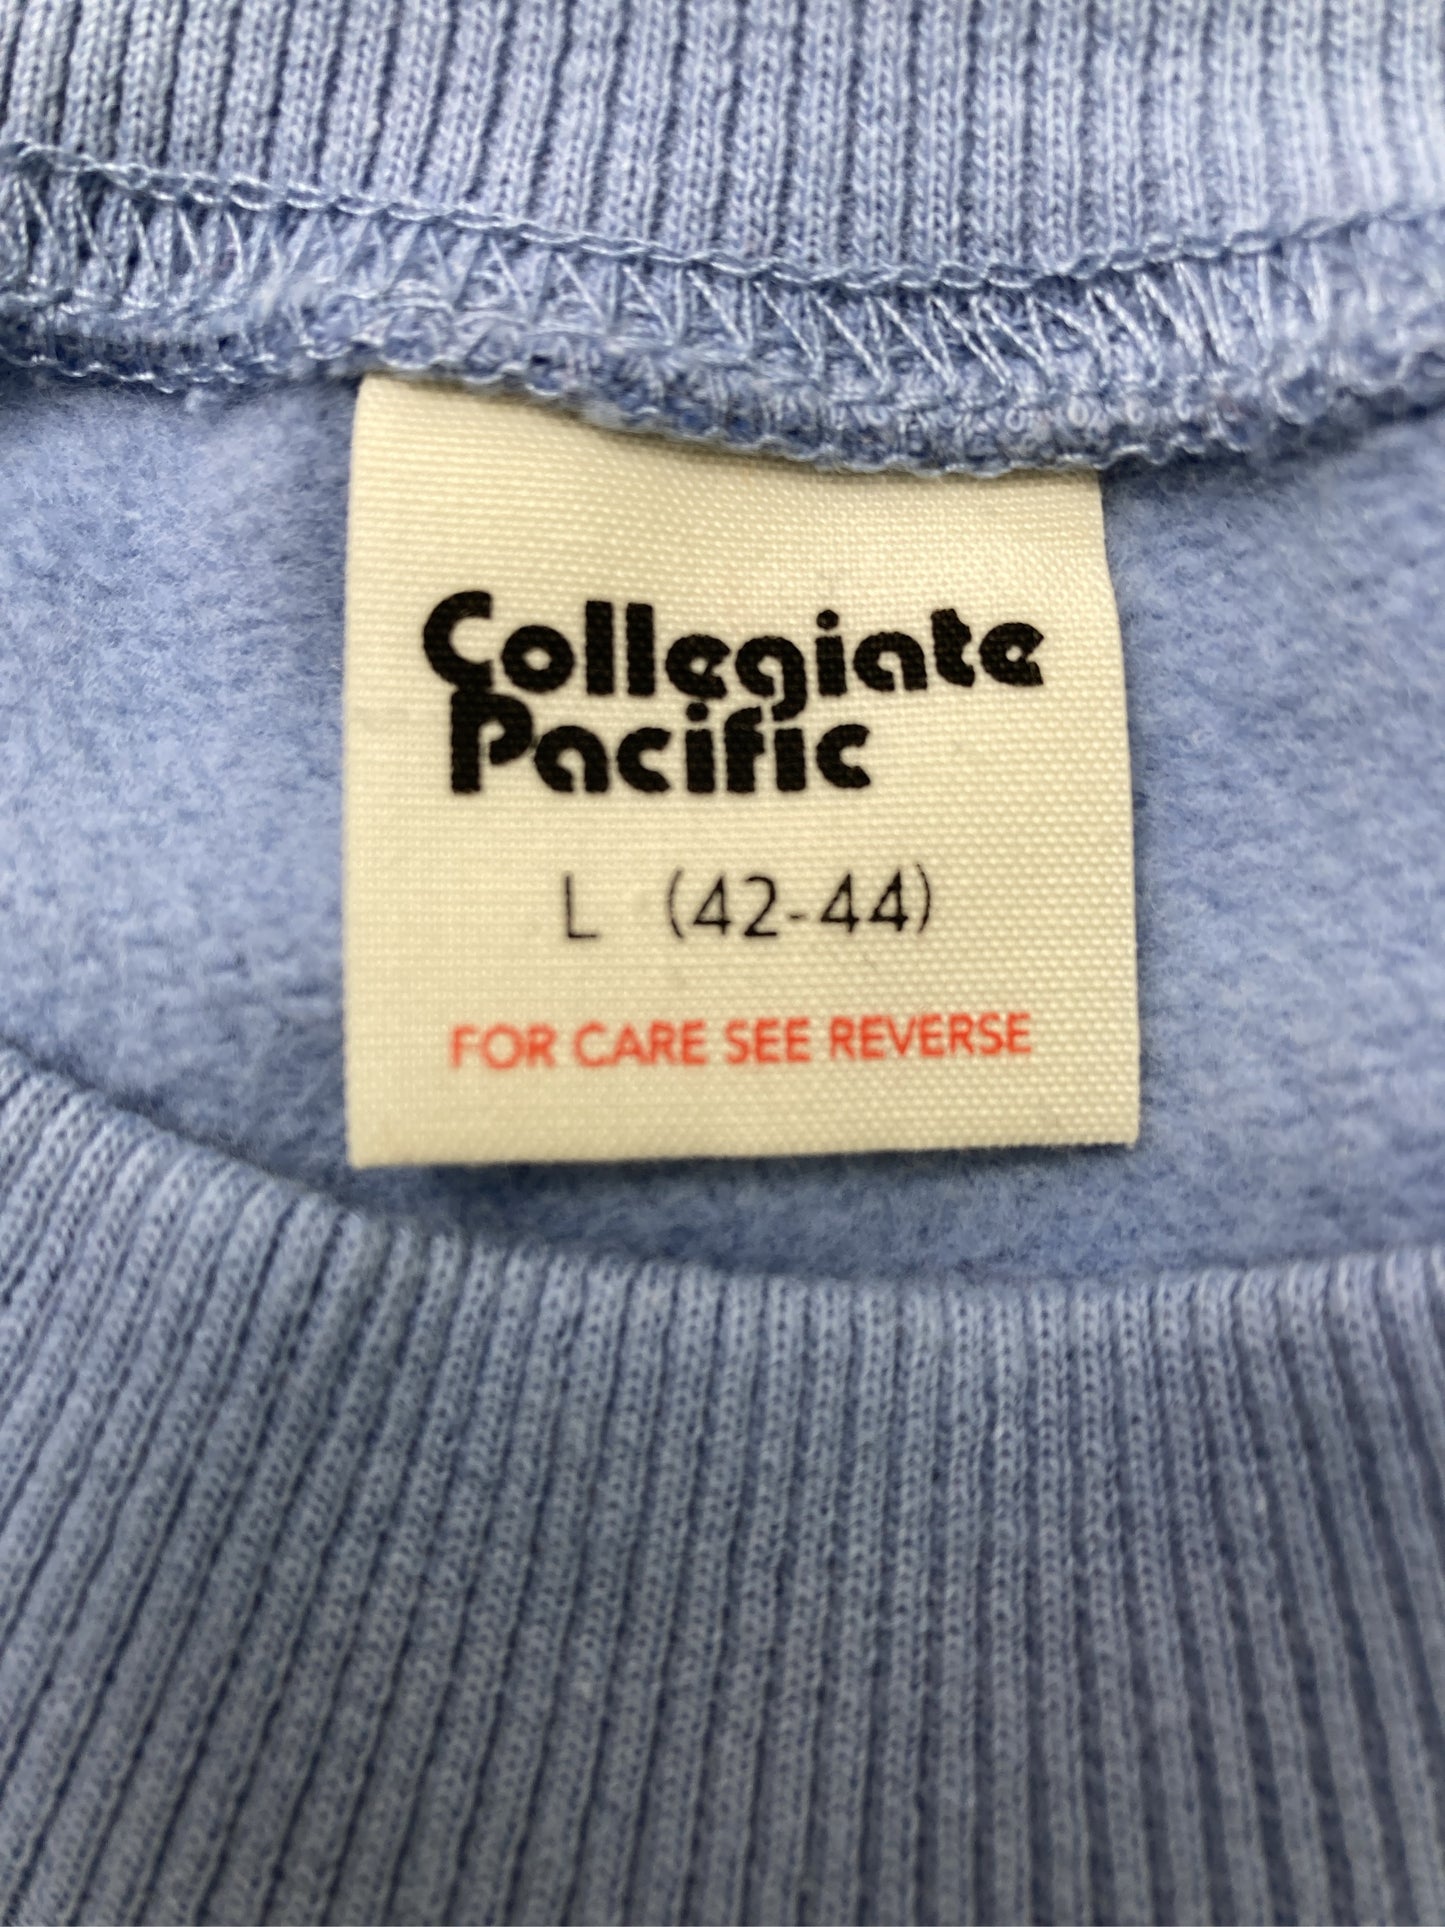 Collegiate
Pacific
L (42-44)
FOR CARE SEE REVERSE